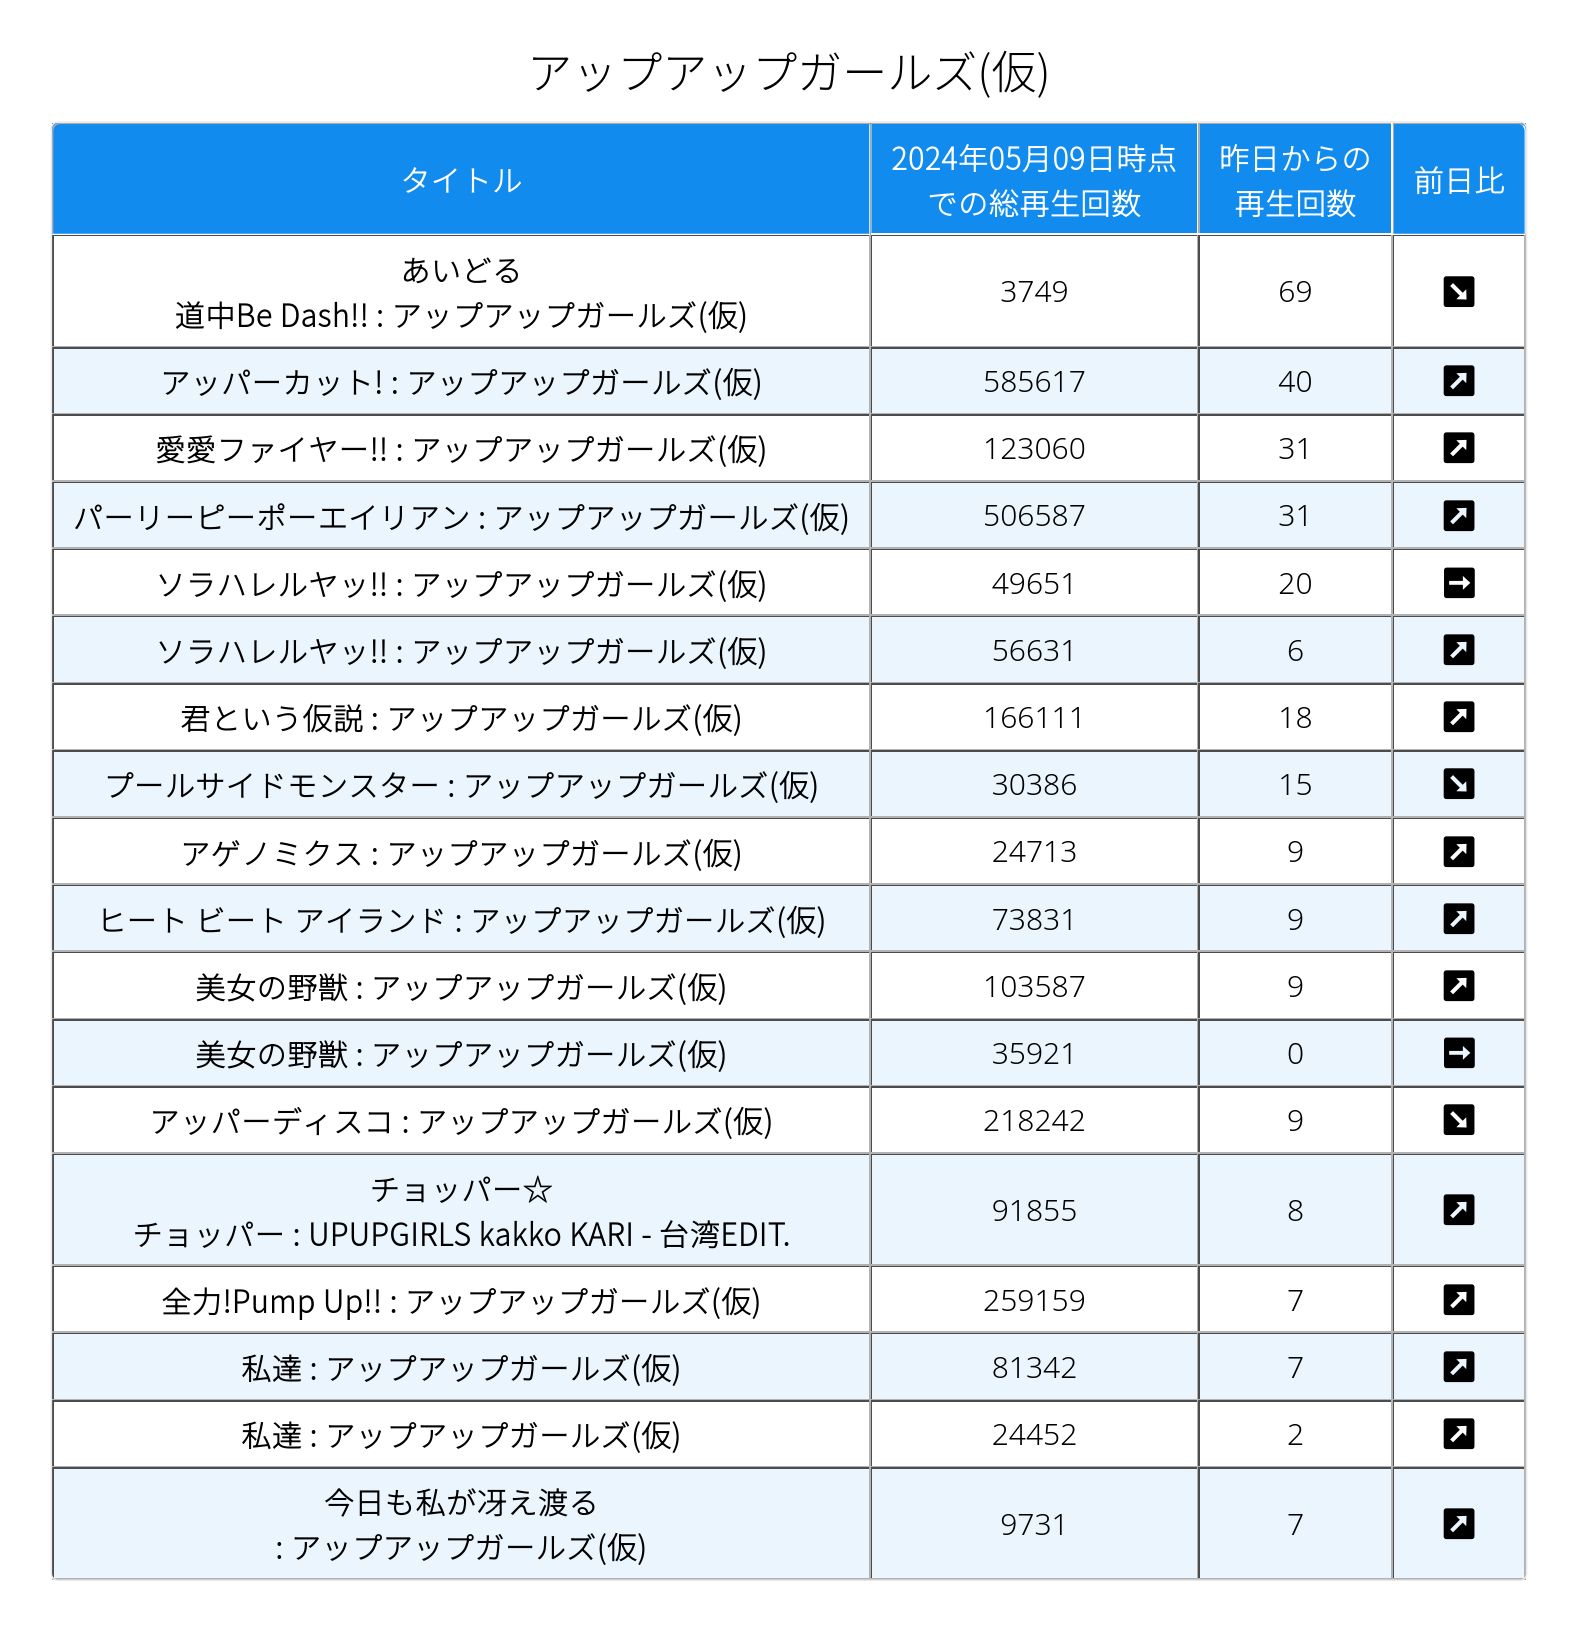 アップアップガールズ(仮)
タイトル
2024年05月09日時点
での総再生回数
昨日からの
再生回数
前日比
あいどる
道中Be Dash!! : アップアップガールズ(仮)
3749
69
アッパーカット! : アップアップガールズ(仮)
585617
40
愛愛ファイヤー!! : アップアップガールズ(仮)
123060
31
パーリーピーポーエイリアン : アップアップガールズ(仮)
506587
31
ソラハレルヤッ!! : アップアップガールズ(仮)
49651
20
ソラハレルヤッ!! : アップアップガールズ(仮)
56631
6
君という仮説 : アップアップガールズ(仮)
166111
18
プールサイドモンスター : アップアップガールズ(仮)
30386
15
アゲノミクス : アップアップガールズ(仮)
24713
9
ヒート ビート アイランド : アップアップガールズ(仮)
73831
9
美女の野獣 : アップアップガールズ(仮)
103587
9
美女の野獣 : アップアップガールズ(仮)
35921
0
アッパーディスコ : アップアップガールズ(仮)
218242
9
チョッパー☆
チョッパー : UPUPGIRLS kakko KARI - 台湾EDIT.
91855
8
全力!Pump Up!! : アップアップガールズ(仮)
259159
7
私達 : アップアップガールズ(仮)
81342
7
私達 : アップアップガールズ(仮)
24452
2
今日も私が冴え渡る
: アップアップガールズ(仮)
9731
7